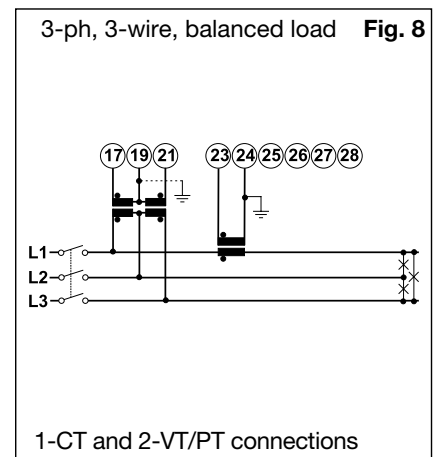 3-ph, 3-wire, balanced load Fig. 8
17 19 21 23 24 25 26 27 28
L1
L2
L3
1-CT and 2-VT/PT connections